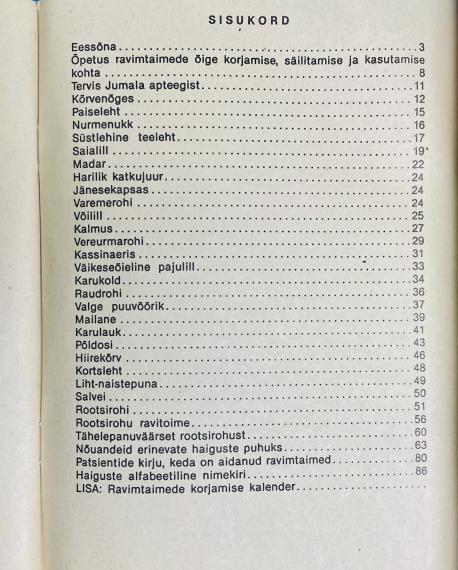 SISUKORD
Eessõna.................................................3
Õpetus ravimtaimede õige korjamise, säilitamise ja kasutamise
kohta .................................................8
Tervis Jumala apteegist.................................11
Kõrvenõges .............................................12
Paiseleht ..............................................15
Nurmenukk ..............................................16
Süstlehine teeleht......................................17
Saialill ...............................................19
Madar...................................................22
Harilik katkujuur.......................................24
Jänesekapsas ...........................................24
Varemerohi .............................................24
Võilill ................................................25
Kalmus..................................................27
Vereurmarohi ...........................................29
Kassinaeris ............................................31
Väikeseõieline pajulill.................................33
Karukold ...............................................34
Raudrohi ...............................................36
Valge puuvõõrik.........................................37
Mailane ................................................39
Karulauk................................................41
Põldosi ................................................43
Hiirekõrv ..............................................46
Kortsleht ..............................................48
Liht-naistepuna.........................................49
Salvei .................................................50
Rootsirohi .............................................51
Rootsirohu ravitoime....................................56
Tähelepanuväärset rootsirohust..........................60
Nõuandeid erinevate haiguste puhuks.....................63
Patsientide kirju, keda on aidanud ravimtaimed..........80
Haiguste alfabeetiline nimekiri.........................86
LISA: Ravimtaimede korjamise kalender...................